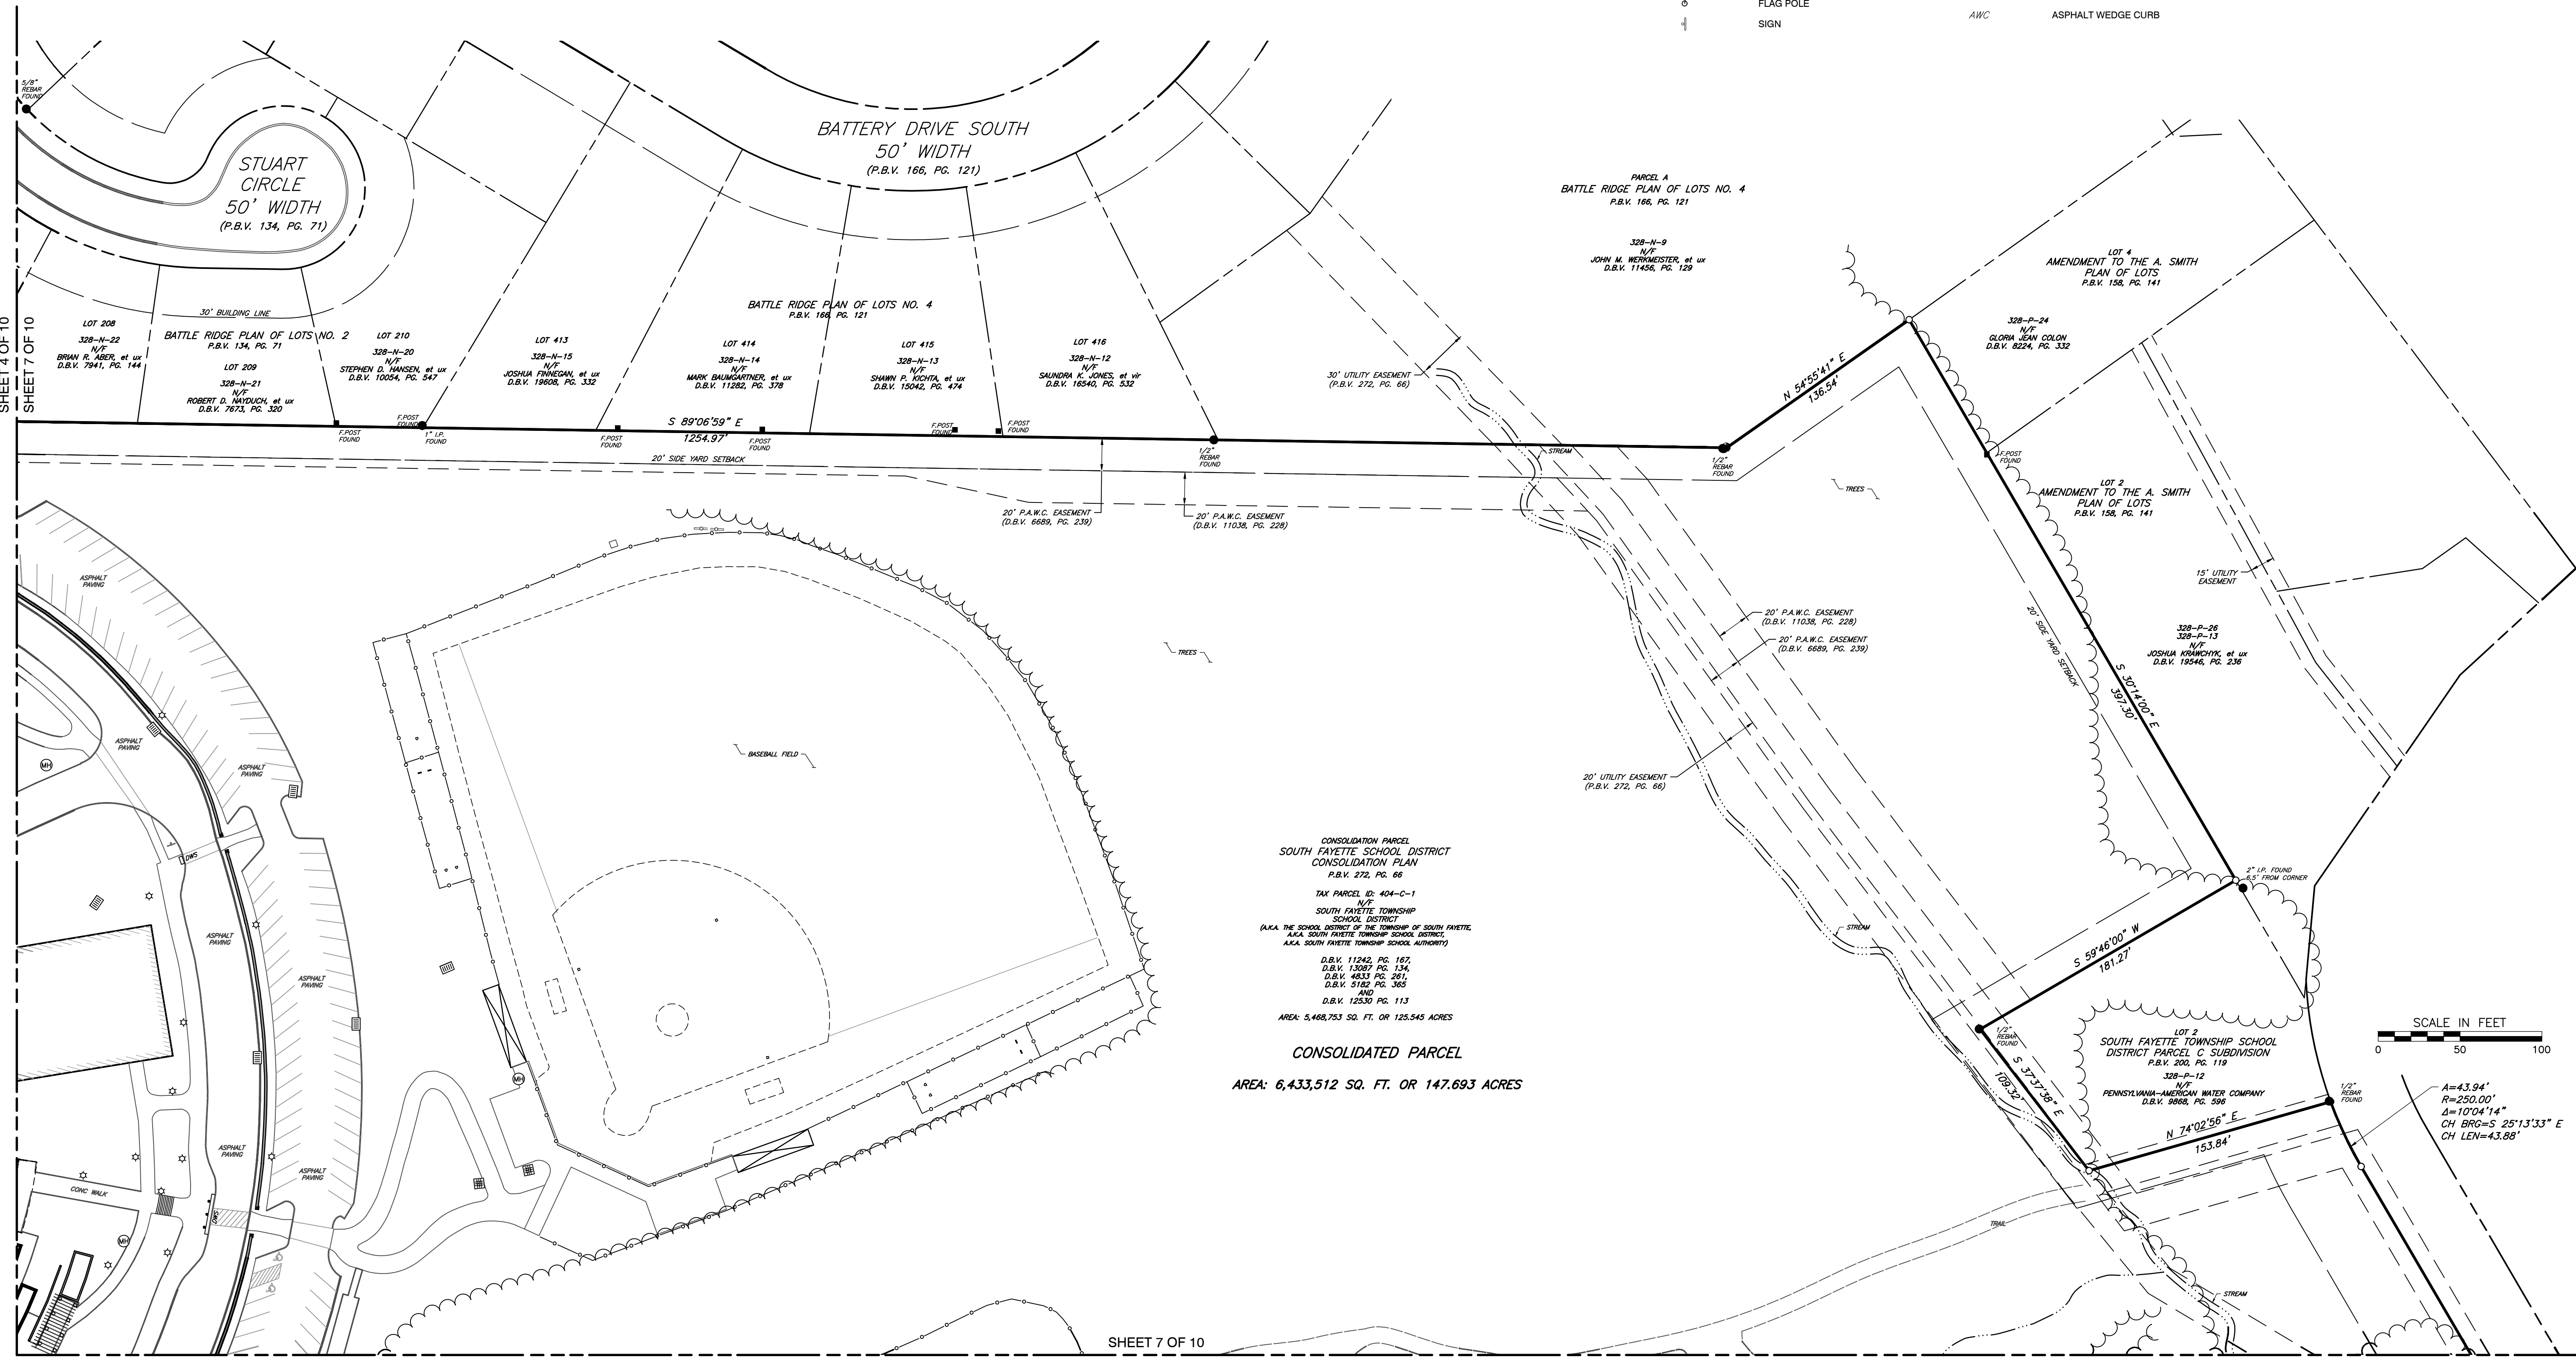 FLAG POLE
SIGN
AWC ASPHALT WEDGE CURB
5/8"
REBAR
FOUND
STUART
CIRCLE
50' WIDTH
(P.B.V. 134, PG. 71)
BATTERY DRIVE SOUTH
50' WIDTH
(P.B.V. 166, PG. 121)
PARCEL A
BATTLE RIDGE PLAN OF LOTS NO. 4
P.B.V. 166, PG. 121
328-N-9
N/F
JOHN M. WERKMEISTER, et ux
D.B.V. 11456, PG. 129
LOT 4
AMENDMENT TO THE A. SMITH
PLAN OF LOTS
P.B.V. 158, PG. 141
328-P-24
N/F
GLORIA JEAN COLON
D.B.V. 8224, PG. 332
SHEET 4 OF 10
SHEET 7 OF 10
30' BUILDING LINE
BATTLE RIDGE PLAN OF LOTS NO. 2
P.B.V. 134, PG. 71
BATTLE RIDGE PLAN OF LOTS NO. 4
P.B.V. 166, PG. 121
LOT 208
328-N-22
N/F
BRIAN R. ABER, et ux
D.B.V. 7941, PG. 144
LOT 209
328-N-21
N/F
ROBERT D. NAYDUCH, et ux
D.B.V. 7673, PG. 320
LOT 210
328-N-20
N/F
STEPHEN D. HANSEN, et ux
D.B.V. 10054, PG. 547
LOT 413
328-N-15
N/F
JOSHUA FINNEGAN, et ux
D.B.V. 19608, PG. 332
LOT 414
328-N-14
N/F
MARK BAUMGARTNER, et ux
D.B.V. 11282, PG. 378
LOT 415
328-N-13
N/F
SHAWN P. KICHTA, et ux
D.B.V. 15042, PG. 474
LOT 416
328-N-12
N/F
SAUNDRA K. JONES, et vir
D.B.V. 16540, PG. 532
30' UTILITY EASEMENT
(P.B.V. 272, PG. 66)
N 54°55'41" E
136.54'
F.POST
FOUND
F.POST
FOUND
1" I.P.
FOUND
F.POST
FOUND
S 89°06'59" E
1254.97'
F.POST
FOUND
F.POST
FOUND
F.POST
FOUND
1/2"
REBAR
FOUND
STREAM
1/2"
REBAR
FOUND
F.POST
FOUND
20' SIDE YARD SETBACK
20' P.A.W.C. EASEMENT
(D.B.V. 6689, PG. 239)
20' P.A.W.C. EASEMENT
(D.B.V. 11038, PG. 228)
TREES
LOT 2
AMENDMENT TO THE A. SMITH
PLAN OF LOTS
P.B.V. 158, PG. 141
15' UTILITY
EASEMENT
328-P-26
328-P-13
N/F
JOSHUA KRAWCHYK, et ux
D.B.V. 19546, PG. 236
20' SIDE YARD SETBACK
S 30°14'00" E
397.30'
20' P.A.W.C. EASEMENT
(D.B.V. 11038, PG. 228)
20' P.A.W.C. EASEMENT
(D.B.V. 6689, PG. 239)
TREES
20' UTILITY EASEMENT
(P.B.V. 272, PG. 66)
ASPHALT
PAVING
ASPHALT
PAVING
ASPHALT
PAVING
MH
BASEBALL FIELD
DWS
ASPHALT
PAVING
ASPHALT
PAVING
CONSOLIDATION PARCEL
SOUTH FAYETTE SCHOOL DISTRICT
CONSOLIDATION PLAN
P.B.V. 272, PG. 66
TAX PARCEL ID: 404-C-1
N/F
SOUTH FAYETTE TOWNSHIP
SCHOOL DISTRICT
(A.K.A. THE SCHOOL DISTRICT OF THE TOWNSHIP OF SOUTH FAYETTE,
A.K.A. SOUTH FAYETTE TOWNSHIP SCHOOL DISTRICT,
A.K.A. SOUTH FAYETTE TOWNSHIP SCHOOL AUTHORITY)
D.B.V. 11242, PG. 167,
D.B.V. 13087 PG. 134,
D.B.V. 4833 PG. 261,
D.B.V. 5182 PG. 365
AND
D.B.V. 12530 PG. 113
AREA: 5,468,753 SQ. FT. OR 125.545 ACRES
CONSOLIDATED PARCEL
AREA: 6,433,512 SQ. FT. OR 147.693 ACRES
2" I.P. FOUND
6.5' FROM CORNER
STREAM
S 59°46'00" W
181.27'
1/2"
REBAR
FOUND
S 37°37'38" E
109.32'
LOT 2
SOUTH FAYETTE TOWNSHIP SCHOOL
DISTRICT PARCEL C SUBDIVISION
P.B.V. 200, PG. 119
328-P-12
N/F
PENNSYLVANIA-AMERICAN WATER COMPANY
D.B.V. 9868, PG. 596
N 74°02'56" E
153.84'
1/2"
REBAR
FOUND
SCALE IN FEET
0 50 100
A=43.94'
R=250.00'
Δ=10°04'14"
CH BRG=S 25°13'33" E
CH LEN=43.88'
MH
ASPHALT
PAVING
ASPHALT
PAVING
CONC WALK
DWS
MH
TRAIL
STREAM
SHEET 7 OF 10